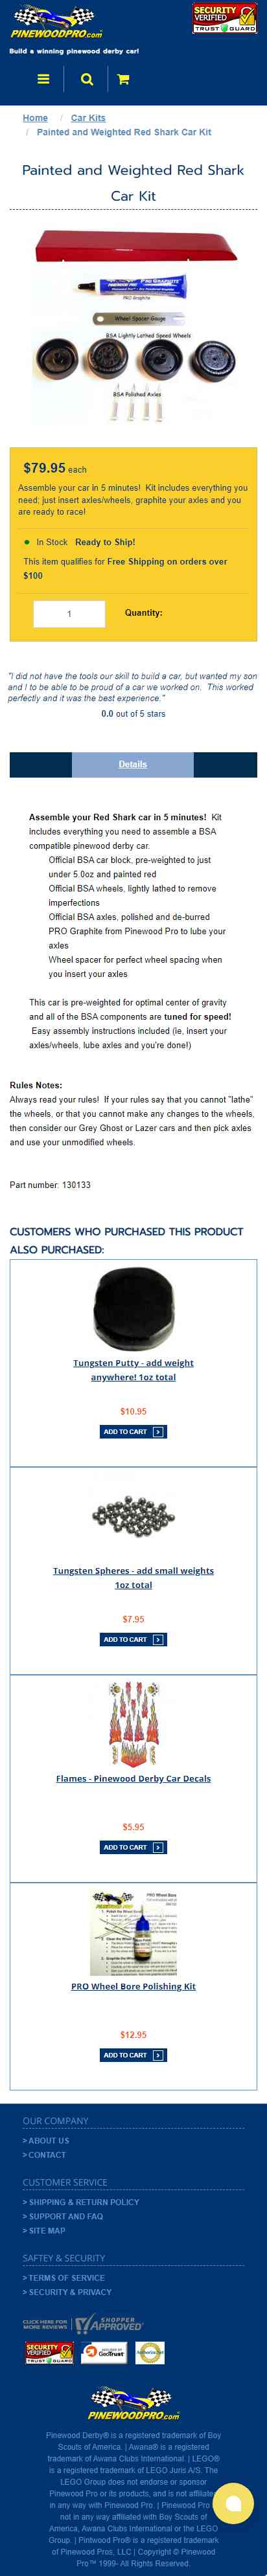 PINEWOODPRO.COM
SECURITY
VERIFIED
TRUST GUARD
Build a winning pinewood derby car!
Home / Car Kits
/ Painted and Weighted Red Shark Car Kit
Painted and Weighted Red Shark
Car Kit
PRO Graphite
Wheel Spacer Gauge
BSA Lightly Lathed Speed Wheels
BSA Polished Axles
$79.95 each
Assemble your car in 5 minutes!  Kit includes everything you
need; just insert axles/wheels, graphite your axles and you
are ready to race!
In Stock Ready to Ship!
This item qualifies for Free Shipping on orders over
$100
1 Quantity:
"I did not have the tools our skill to build a car, but wanted my son
and I to be able to be proud of a car we worked on.  This worked
perfectly and it was the best experience."
0.0 out of 5 stars
Details
Assemble your Red Shark car in 5 minutes!  Kit
includes everything you need to assemble a BSA
compatible pinewood derby car.
Official BSA car block, pre-weighted to just
under 5.0oz and painted red
Official BSA wheels, lightly lathed to remove
imperfections
Official BSA axles, polished and de-burred
PRO Graphite from Pinewood Pro to lube your
axles
Wheel spacer for perfect wheel spacing when
you insert your axles
This car is pre-weighted for optimal center of gravity
and all of the BSA components are tuned for speed!
Easy assembly instructions included (ie, insert your
axles/wheels, lube axles and you're done!)
Rules Notes:
Always read your rules!  If your rules say that you cannot "lathe"
the wheels, or that you cannot make any changes to the wheels,
then consider our Grey Ghost or Lazer cars and then pick axles
and use your unmodified wheels.
Part number: 130133
CUSTOMERS WHO PURCHASED THIS PRODUCT
ALSO PURCHASED:
Tungsten Putty - add weight
anywhere! 1oz total
$10.95
ADD TO CART
Tungsten Spheres - add small weights
1oz total
$7.95
ADD TO CART
Flames - Pinewood Derby Car Decals
$5.95
ADD TO CART
PRO Wheel Bore Polishing Kit
$12.95
ADD TO CART
OUR COMPANY
> ABOUT US
> CONTACT
CUSTOMER SERVICE
> SHIPPING & RETURN POLICY
> SUPPORT AND FAQ
> SITE MAP
SAFTEY & SECURITY
> TERMS OF SERVICE
> SECURITY & PRIVACY
CLICK HERE FOR
MORE REVIEWS
SHOPPER
APPROVED
SECURITY
VERIFIED
TRUST GUARD
GeoTrust
PINEWOODPRO.COM
Pinewood Derby® is a registered trademark of Boy
Scouts of America. | Awana® is a registered
trademark of Awana Clubs International. | LEGO®
is a registered trademark of LEGO Juris A/S. The
LEGO Group does not endorse or sponsor
Pinewood Pro or its products, and is not affiliated
in any way with Pinewood Pro. | Pinewood Pro
not in any way affiliated with Boy Scouts of
America, Awana Clubs International or the LEGO
Group. | Pintwood Pro® is a registered trademark
of Pinewood Pros, LLC | Copyright © Pinewood
Pro™ 1999- All Rights Reserved.